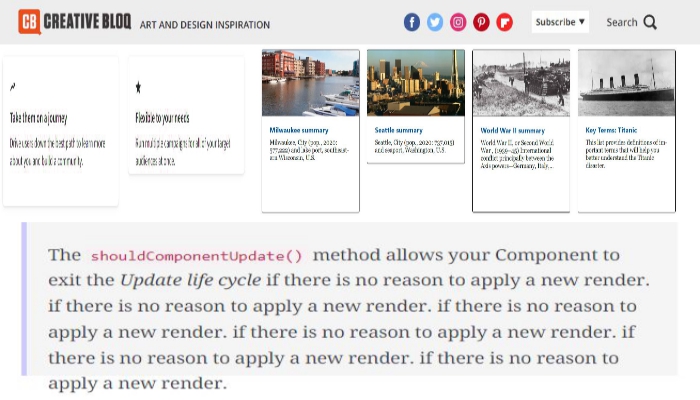 CB CREATIVE BLOQ ART AND DESIGN INSPIRATION
Subscribe ▼ Search
Take them on a journey
Drive users down the best path to learn more
about you and build a community.
Flexible to your needs
Run multiple campaigns for all of your target
audiences at once.
Milwaukee summary
Milwaukee, City (pop., 2020:
577,222) and lake port, southeast-
ern Wisconsin, U.S.
Seattle summary
Seattle, City (pop., 2020: 737,015)
and seaport, Washington, U.S.
World War II summary
World War II, or Second World
War, (1939–45) International
conflict principally between the
Axis powers—Germany, Italy,...
Key Terms: Titanic
This list provides definitions of im-
portant terms that will help you
better understand the Titanic
disaster.
The shouldComponentUpdate() method allows your Component to
exit the Update life cycle if there is no reason to apply a new render.
if there is no reason to apply a new render. if there is no reason to
apply a new render. if there is no reason to apply a new render. if
there is no reason to apply a new render. if there is no reason to
apply a new render.